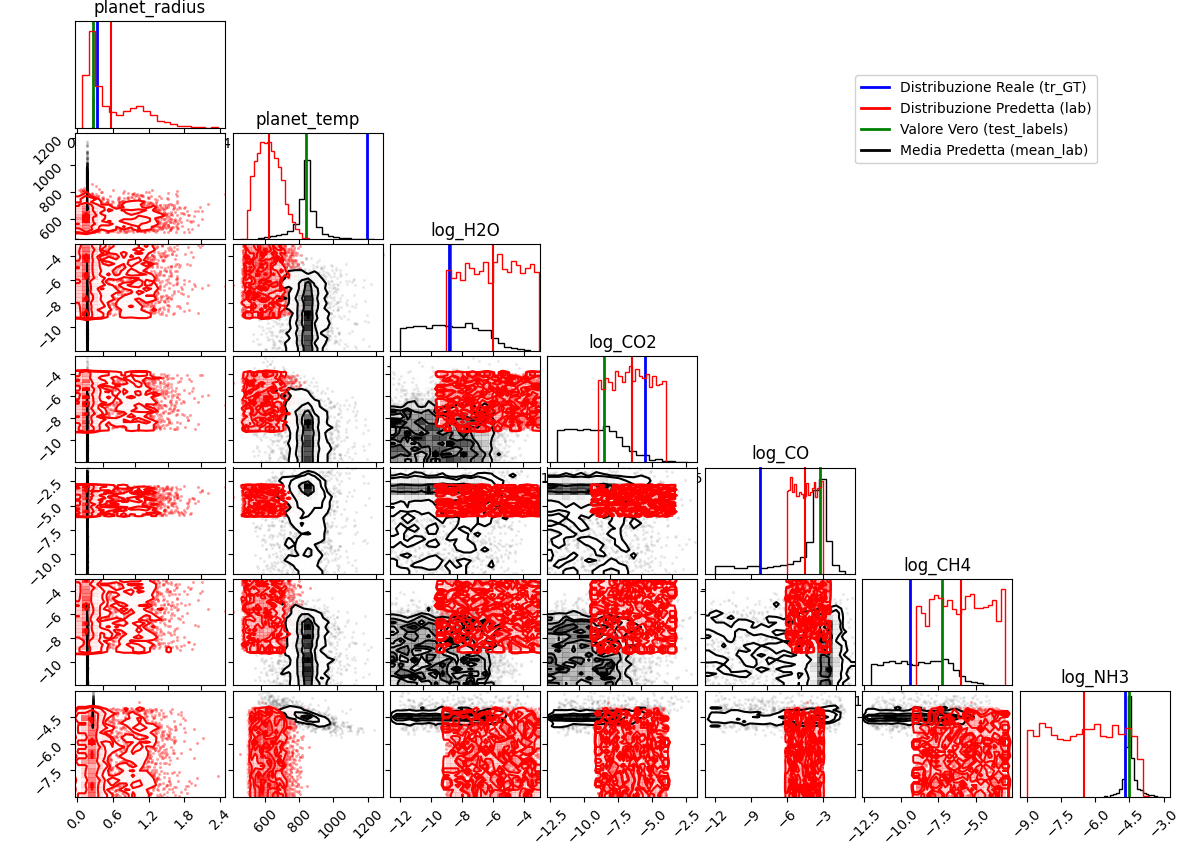 planet_radius
Distribuzione Reale (tr_GT)
Distribuzione Predetta (lab)
Valore Vero (test_labels)
Media Predetta (mean_lab)
planet_temp
1200
1000
800
600
log_H2O
−4
−6
−8
−10
log_CO2
−4
−6
−8
−10
log_CO
−2.5
−5.0
−7.5
−10.0
log_CH4
−4
−6
−8
−10
log_NH3
−4.5
−6.0
−7.5
0.0 0.6 1.2 1.8 2.4
600 800 1000 1200
−12 −10 −8 −6 −4
−12.5 −10.0 −7.5 −5.0 −2.5
−12 −9 −6 −3
−12.5 −10.0 −7.5 −5.0
−9.0 −7.5 −6.0 −4.5 −3.0